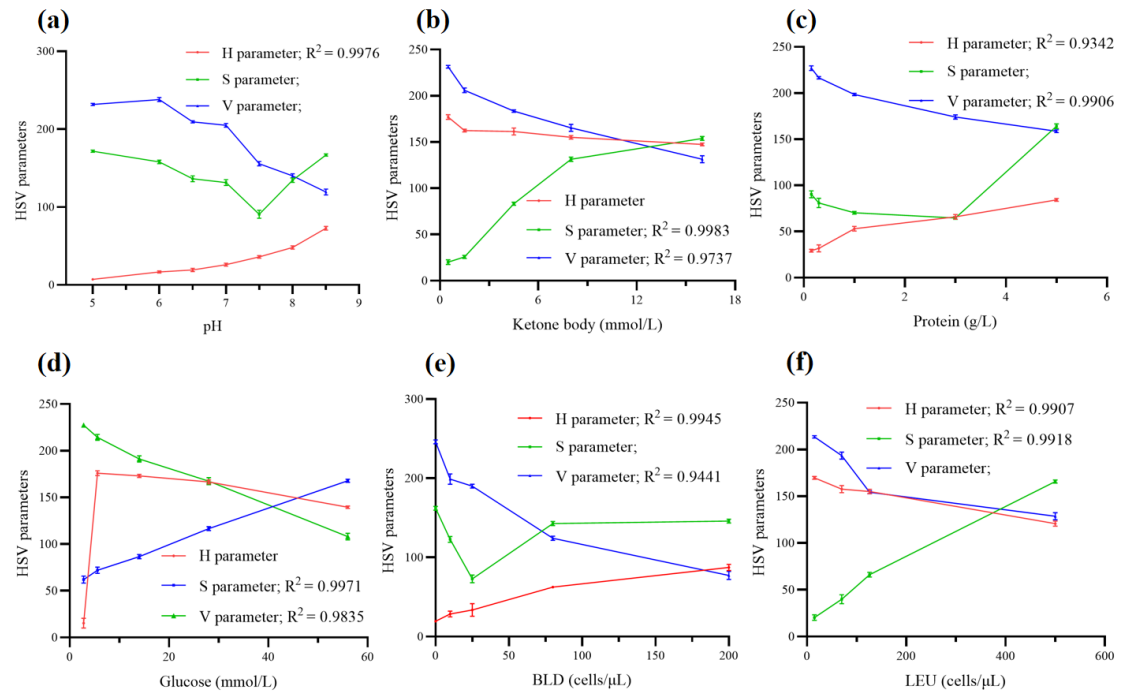 (a)
H parameter; R² = 0.9976
S parameter;
V parameter;
300
200
100
0
5 6 7 8 9
HSV parameters
pH
(b)
250
200
150
100
50
0
0 6 12 18
HSV parameters
H parameter
S parameter; R² = 0.9983
V parameter; R² = 0.9737
Ketone body (mmol/L)
(c)
H parameter; R² = 0.9342
S parameter;
V parameter; R² = 0.9906
250
200
150
100
50
0
0 2 4 6
HSV parameters
Protein (g/L)
(d)
250
200
150
100
50
0
0 20 40 60
HSV parameters
H parameter
S parameter; R² = 0.9971
V parameter; R² = 0.9835
Glucose (mmol/L)
(e)
H parameter; R² = 0.9945
S parameter;
V parameter; R² = 0.9441
300
200
100
0
0 50 100 150 200
HSV parameters
BLD (cells/μL)
(f)
H parameter; R² = 0.9907
S parameter; R² = 0.9918
V parameter;
250
200
150
100
50
0
0 200 400 600
HSV parameters
LEU (cells/μL)